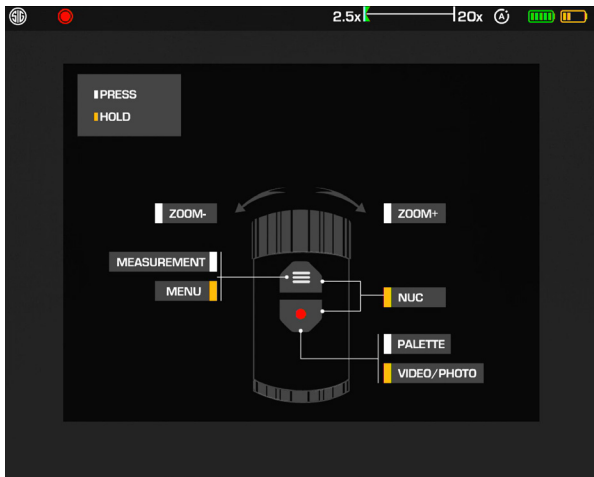 SIG
2.5x 20x A
PRESS
HOLD
ZOOM- ZOOM+
MEASUREMENT
MENU
NUC
PALETTE
VIDEO/PHOTO